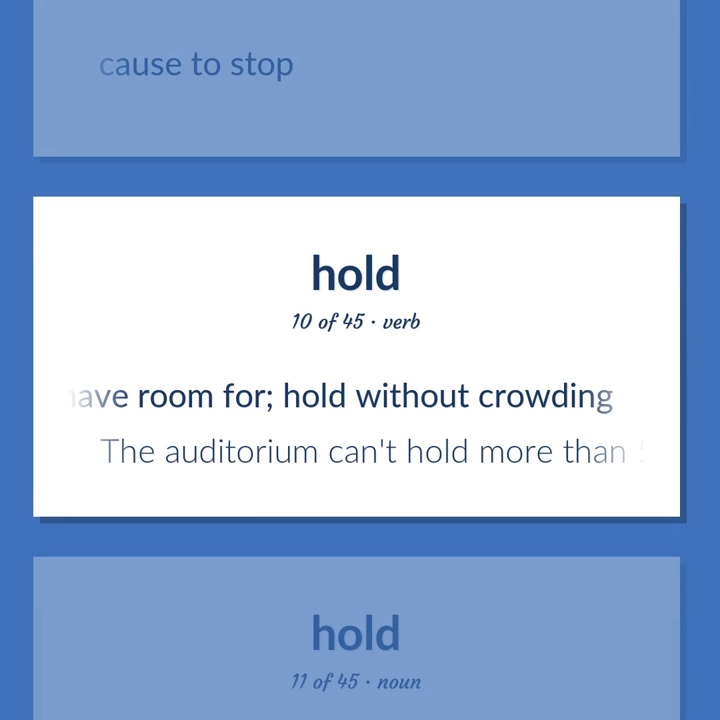 cause to stop
hold
10 of 45 · verb
have room for; hold without crowding
The auditorium can't hold more than
hold
11 of 45 · noun